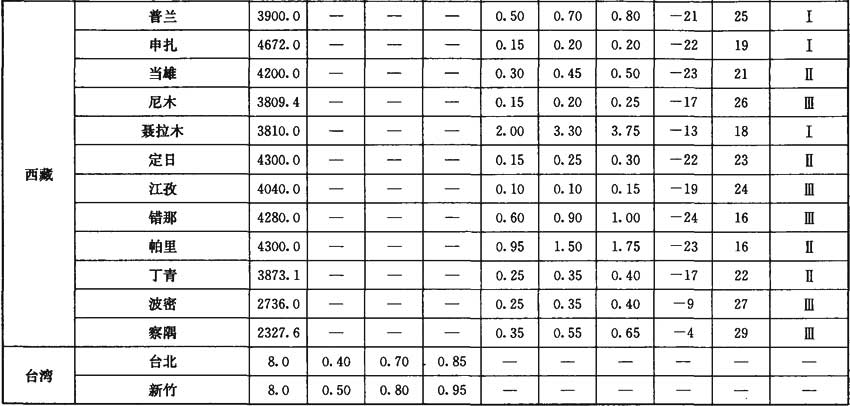 普兰 3900.0 — — — 0.50 0.70 0.80 −21 25 Ⅰ
申扎 4672.0 — — — 0.15 0.20 0.20 −22 19 Ⅰ
当雄 4200.0 — — — 0.30 0.45 0.50 −23 21 Ⅱ
尼木 3809.4 — — — 0.15 0.20 0.25 −17 26 Ⅲ
聂拉木 3810.0 — — — 2.00 3.30 3.75 −13 18 Ⅰ
定日 4300.0 — — — 0.15 0.25 0.30 −22 23 Ⅱ
西藏
江孜 4040.0 — — — 0.10 0.10 0.15 −19 24 Ⅲ
错那 4280.0 — — — 0.60 0.90 1.00 −24 16 Ⅲ
帕里 4300.0 — — — 0.95 1.50 1.75 −23 16 Ⅱ
丁青 3873.1 — — — 0.25 0.35 0.40 −17 22 Ⅱ
波密 2736.0 — — — 0.25 0.35 0.40 −9 27 Ⅲ
察隅 2327.6 — — — 0.35 0.55 0.65 −4 29 Ⅲ
台湾
台北 8.0 0.40 0.70 0.85 — — — — — —
新竹 8.0 0.50 0.80 0.95 — — — — — —